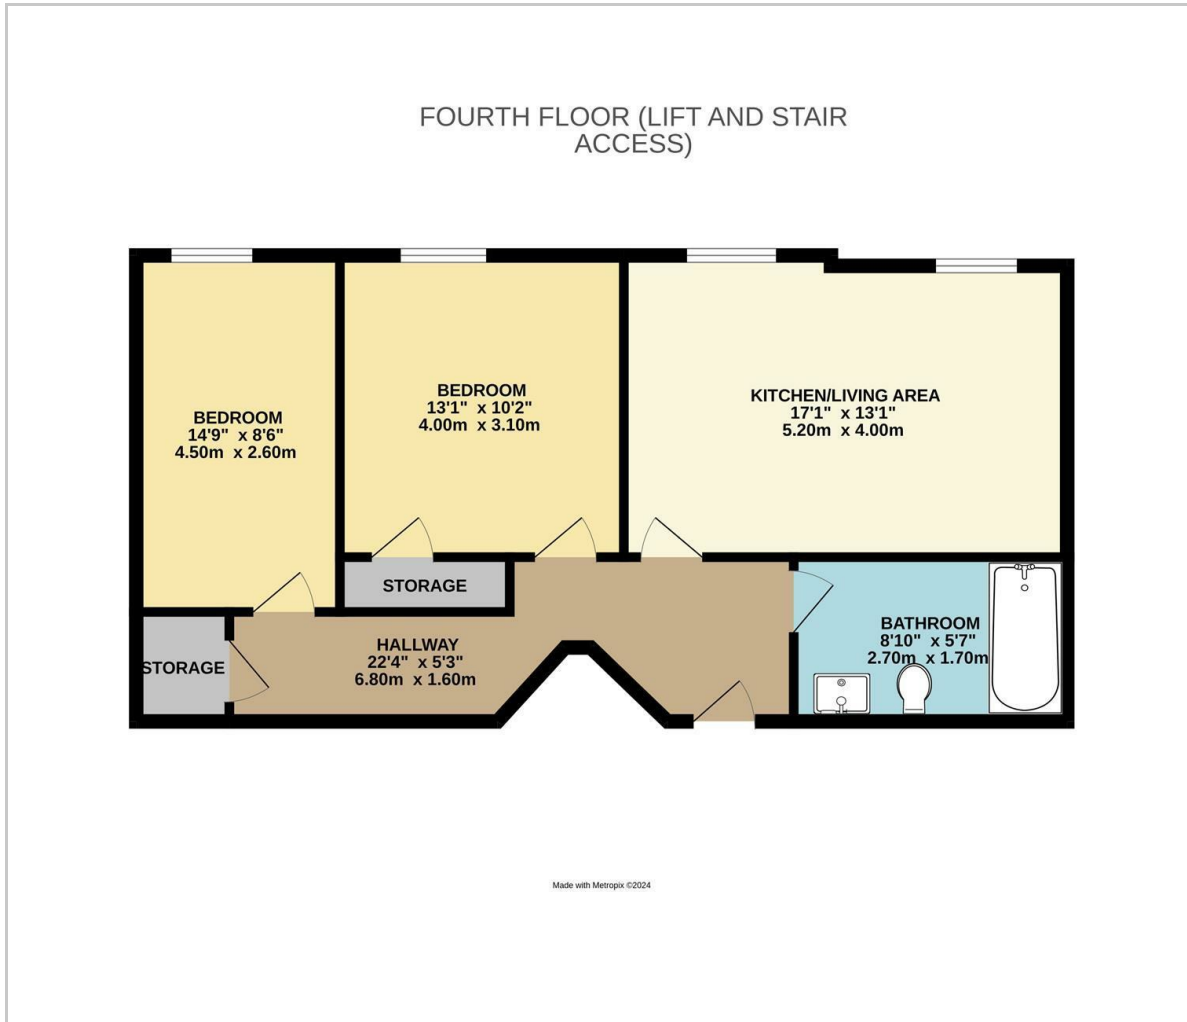 FOURTH FLOOR (LIFT AND STAIR
ACCESS)
BEDROOM
14'9" x 8'6"
4.50m x 2.60m
BEDROOM
13'1" x 10'2"
4.00m x 3.10m
KITCHEN/LIVING AREA
17'1" x 13'1"
5.20m x 4.00m
STORAGE
STORAGE
HALLWAY
22'4" x 5'3"
6.80m x 1.60m
BATHROOM
8'10" x 5'7"
2.70m x 1.70m
Made with Metropix ©2024